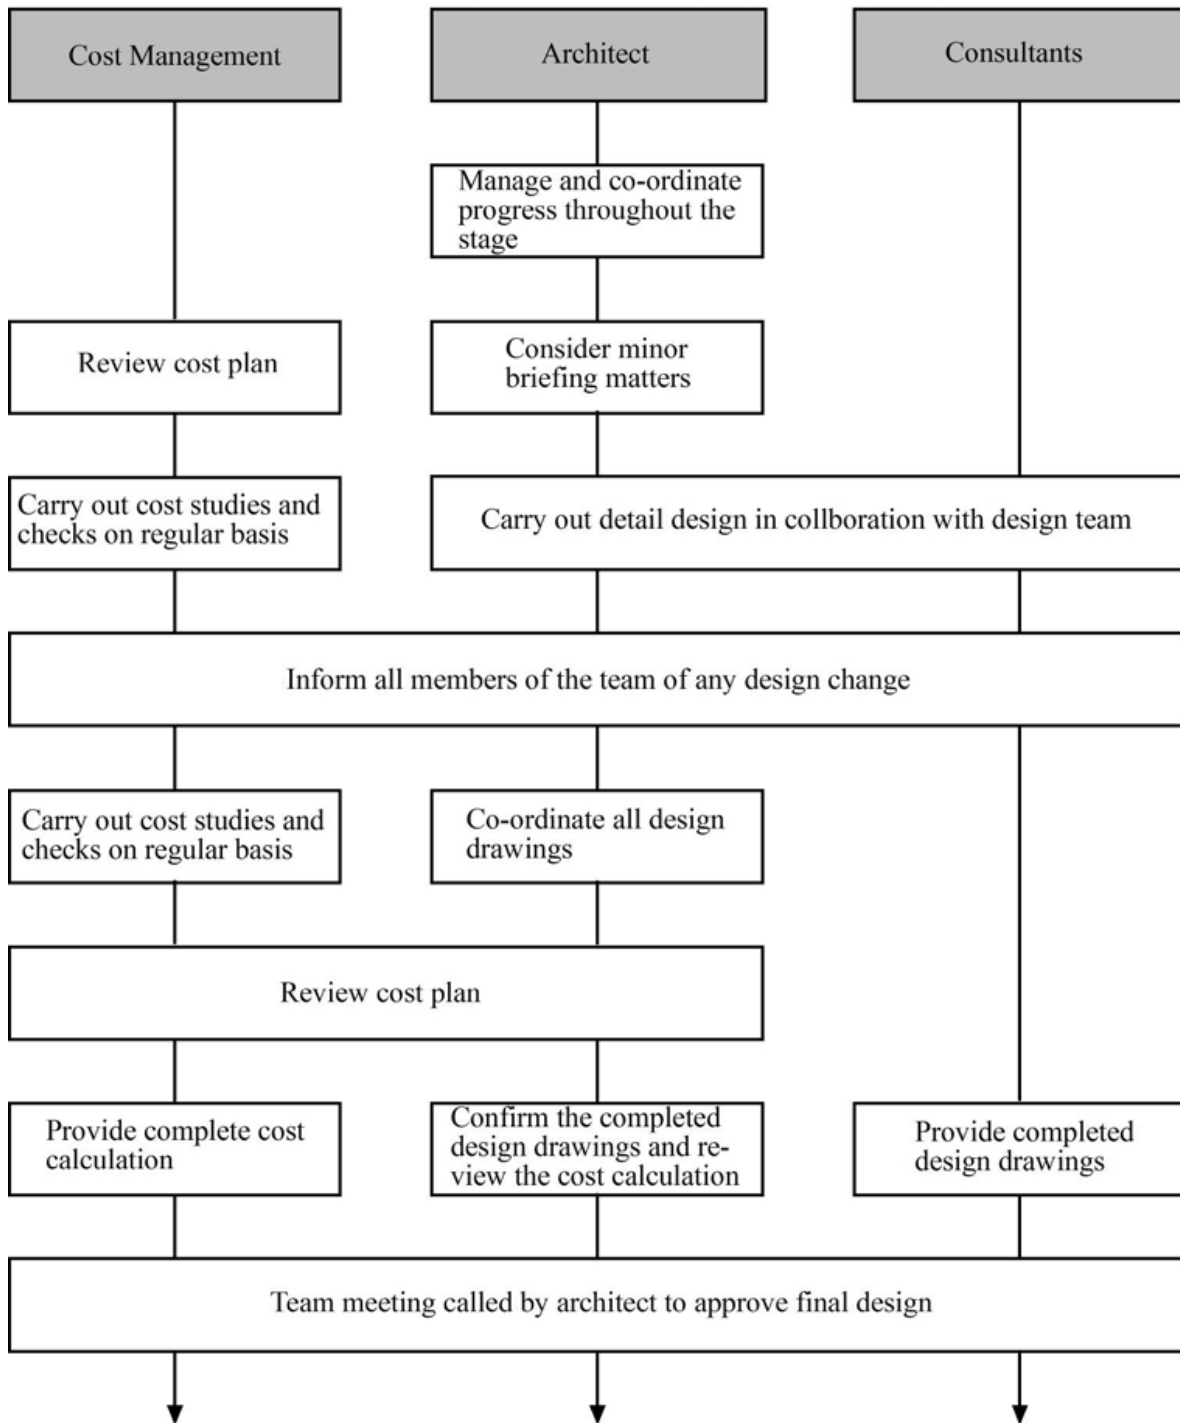 Cost Management
Architect
Consultants
Manage and co-ordinate
progress throughout the
stage
Review cost plan
Consider minor
briefing matters
Carry out cost studies and
checks on regular basis
Carry out detail design in collboration with design team
Inform all members of the team of any design change
Carry out cost studies and
checks on regular basis
Co-ordinate all design
drawings
Review cost plan
Provide complete cost
calculation
Confirm the completed
design drawings and re-
view the cost calculation
Provide completed
design drawings
Team meeting called by architect to approve final design